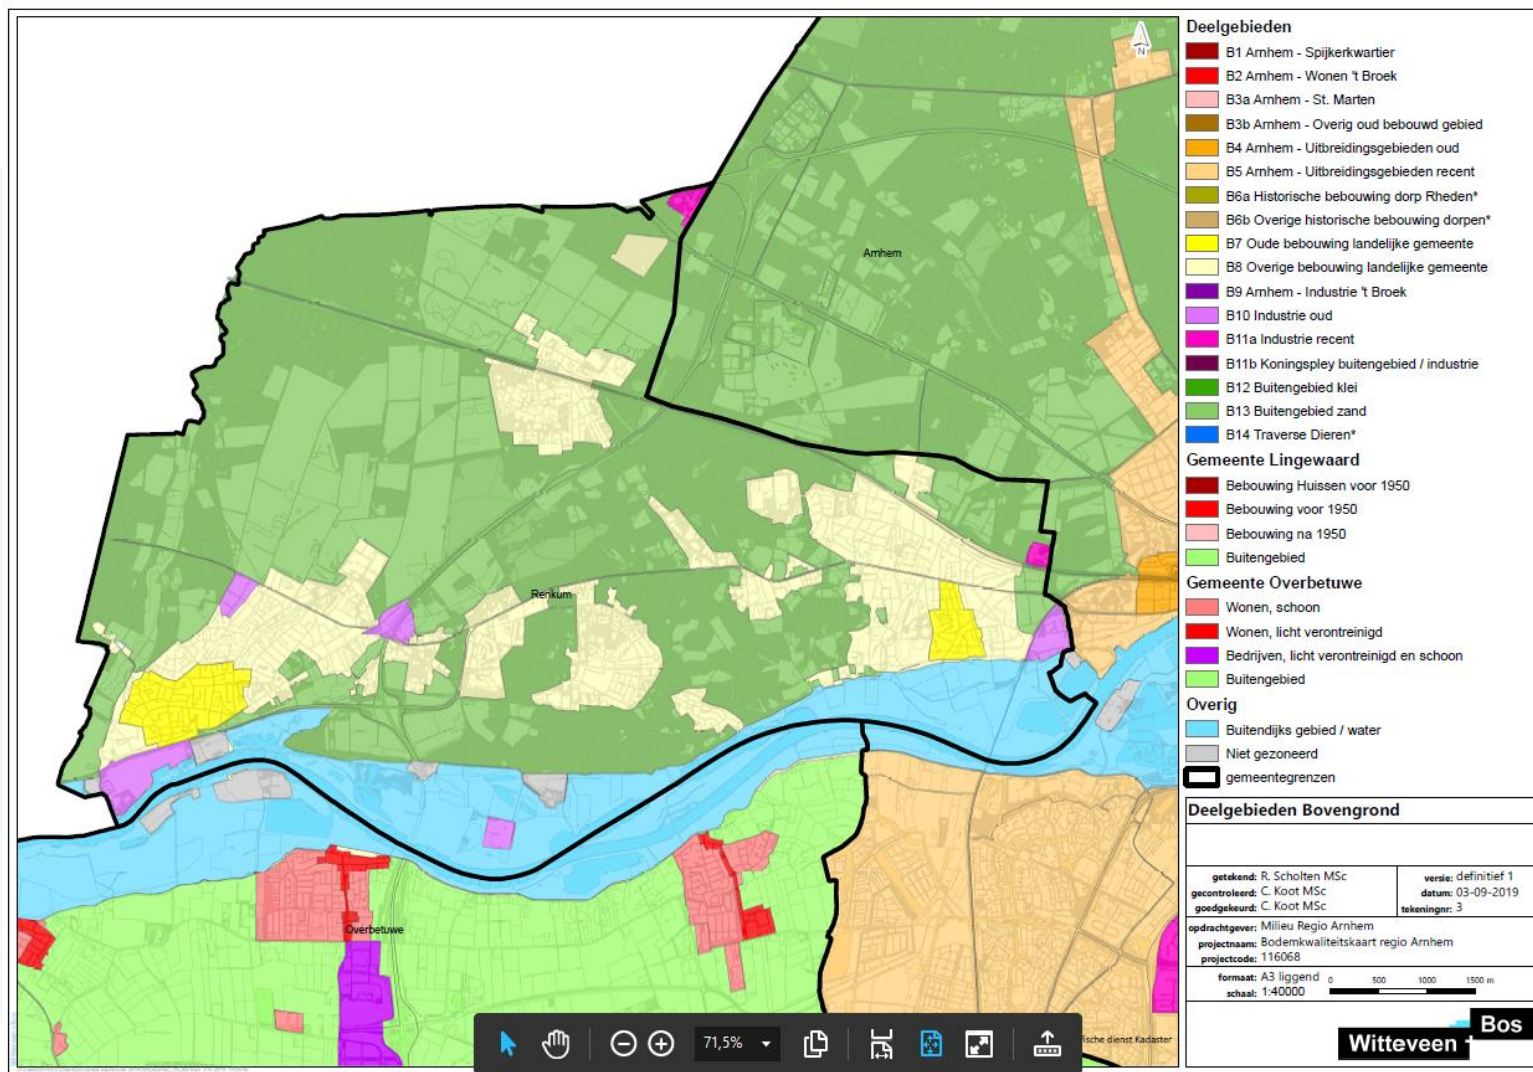 N
Arnhem
Renkum
Overbetuwe
Deelgebieden
B1 Arnhem - Spijkerkwartier
B2 Arnhem - Wonen 't Broek
B3a Arnhem - St. Marten
B3b Arnhem - Overig oud bebouwd gebied
B4 Arnhem - Uitbreidingsgebieden oud
B5 Arnhem - Uitbreidingsgebieden recent
B6a Historische bebouwing dorp Rheden*
B6b Overige historische bebouwing dorpen*
B7 Oude bebouwing landelijke gemeente
B8 Overige bebouwing landelijke gemeente
B9 Arnhem - Industrie 't Broek
B10 Industrie oud
B11a Industrie recent
B11b Koningspley buitengebied / industrie
B12 Buitengebied klei
B13 Buitengebied zand
B14 Traverse Dieren*
Gemeente Lingewaard
Bebouwing Huissen voor 1950
Bebouwing voor 1950
Bebouwing na 1950
Buitengebied
Gemeente Overbetuwe
Wonen, schoon
Wonen, licht verontreinigd
Bedrijven, licht verontreinigd en schoon
Buitengebied
Overig
Buitendijks gebied / water
Niet gezoneerd
gemeentegrenzen
Deelgebieden Bovengrond
getekend: R. Scholten MSc versie: definitief 1
gecontroleerd: C. Koot MSc datum: 03-09-2019
goedgekeurd: C. Koot MSc tekeningnr: 3
opdrachtgever: Milieu Regio Arnhem
projectnaam: Bodemkwaliteitskaart regio Arnhem
projectcode: 116068
formaat: A3 liggend 0 500 1000 1500 m
schaal: 1:40000
Witteveen + Bos
71,5%
ische dienst Kadaster